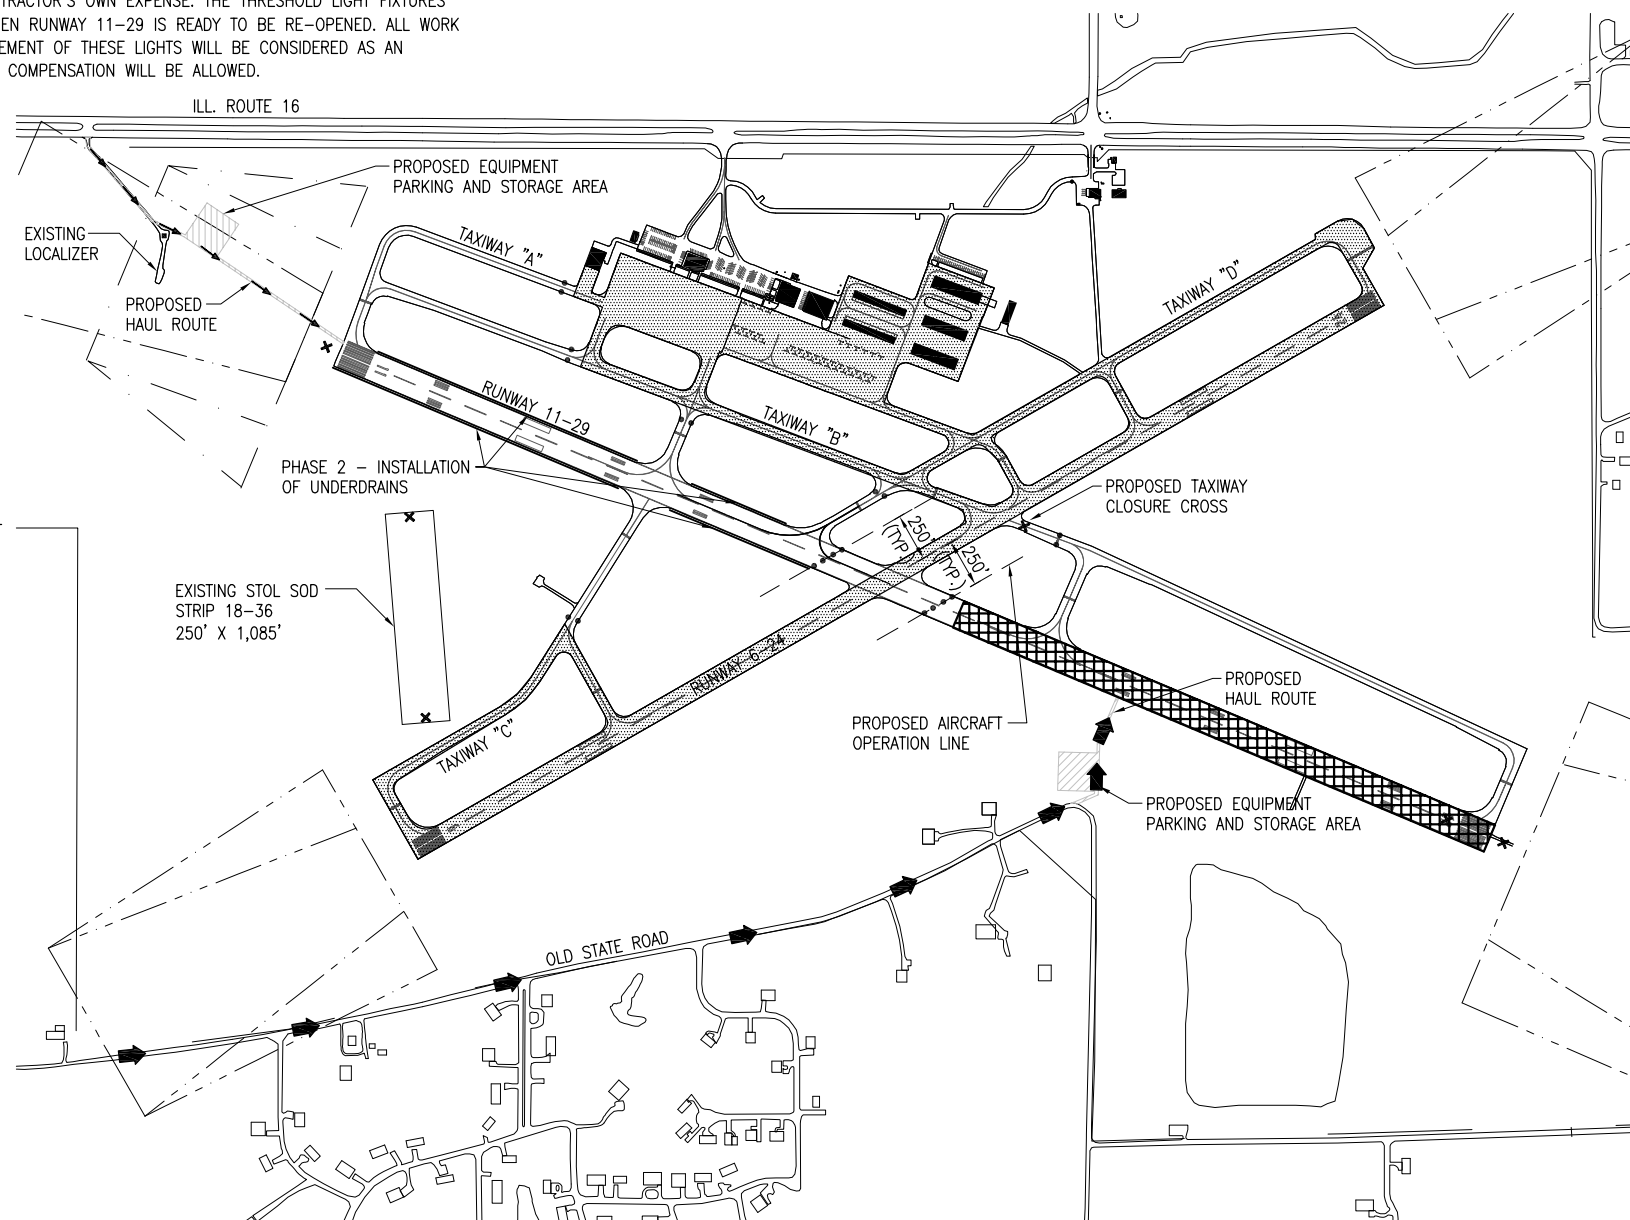 TRACTOR'S OWN EXPENSE. THE THRESHOLD LIGHT FIXTURES
EN RUNWAY 11-29 IS READY TO BE RE-OPENED. ALL WORK
EMENT OF THESE LIGHTS WILL BE CONSIDERED AS AN
COMPENSATION WILL BE ALLOWED.
ILL. ROUTE 16
PROPOSED EQUIPMENT
PARKING AND STORAGE AREA
EXISTING
LOCALIZER
PROPOSED
HAUL ROUTE
TAXIWAY "A"
TAXIWAY "D"
RUNWAY 11-29
TAXIWAY "B"
PHASE 2 - INSTALLATION
OF UNDERDRAINS
PROPOSED TAXIWAY
CLOSURE CROSS
250'
(TYP.)
250'
(TYP.)
EXISTING STOL SOD
STRIP 18-36
250' X 1,085'
RUNWAY 6-24
PROPOSED
HAUL ROUTE
PROPOSED AIRCRAFT
OPERATION LINE
TAXIWAY "C"
PROPOSED EQUIPMENT
PARKING AND STORAGE AREA
OLD STATE ROAD